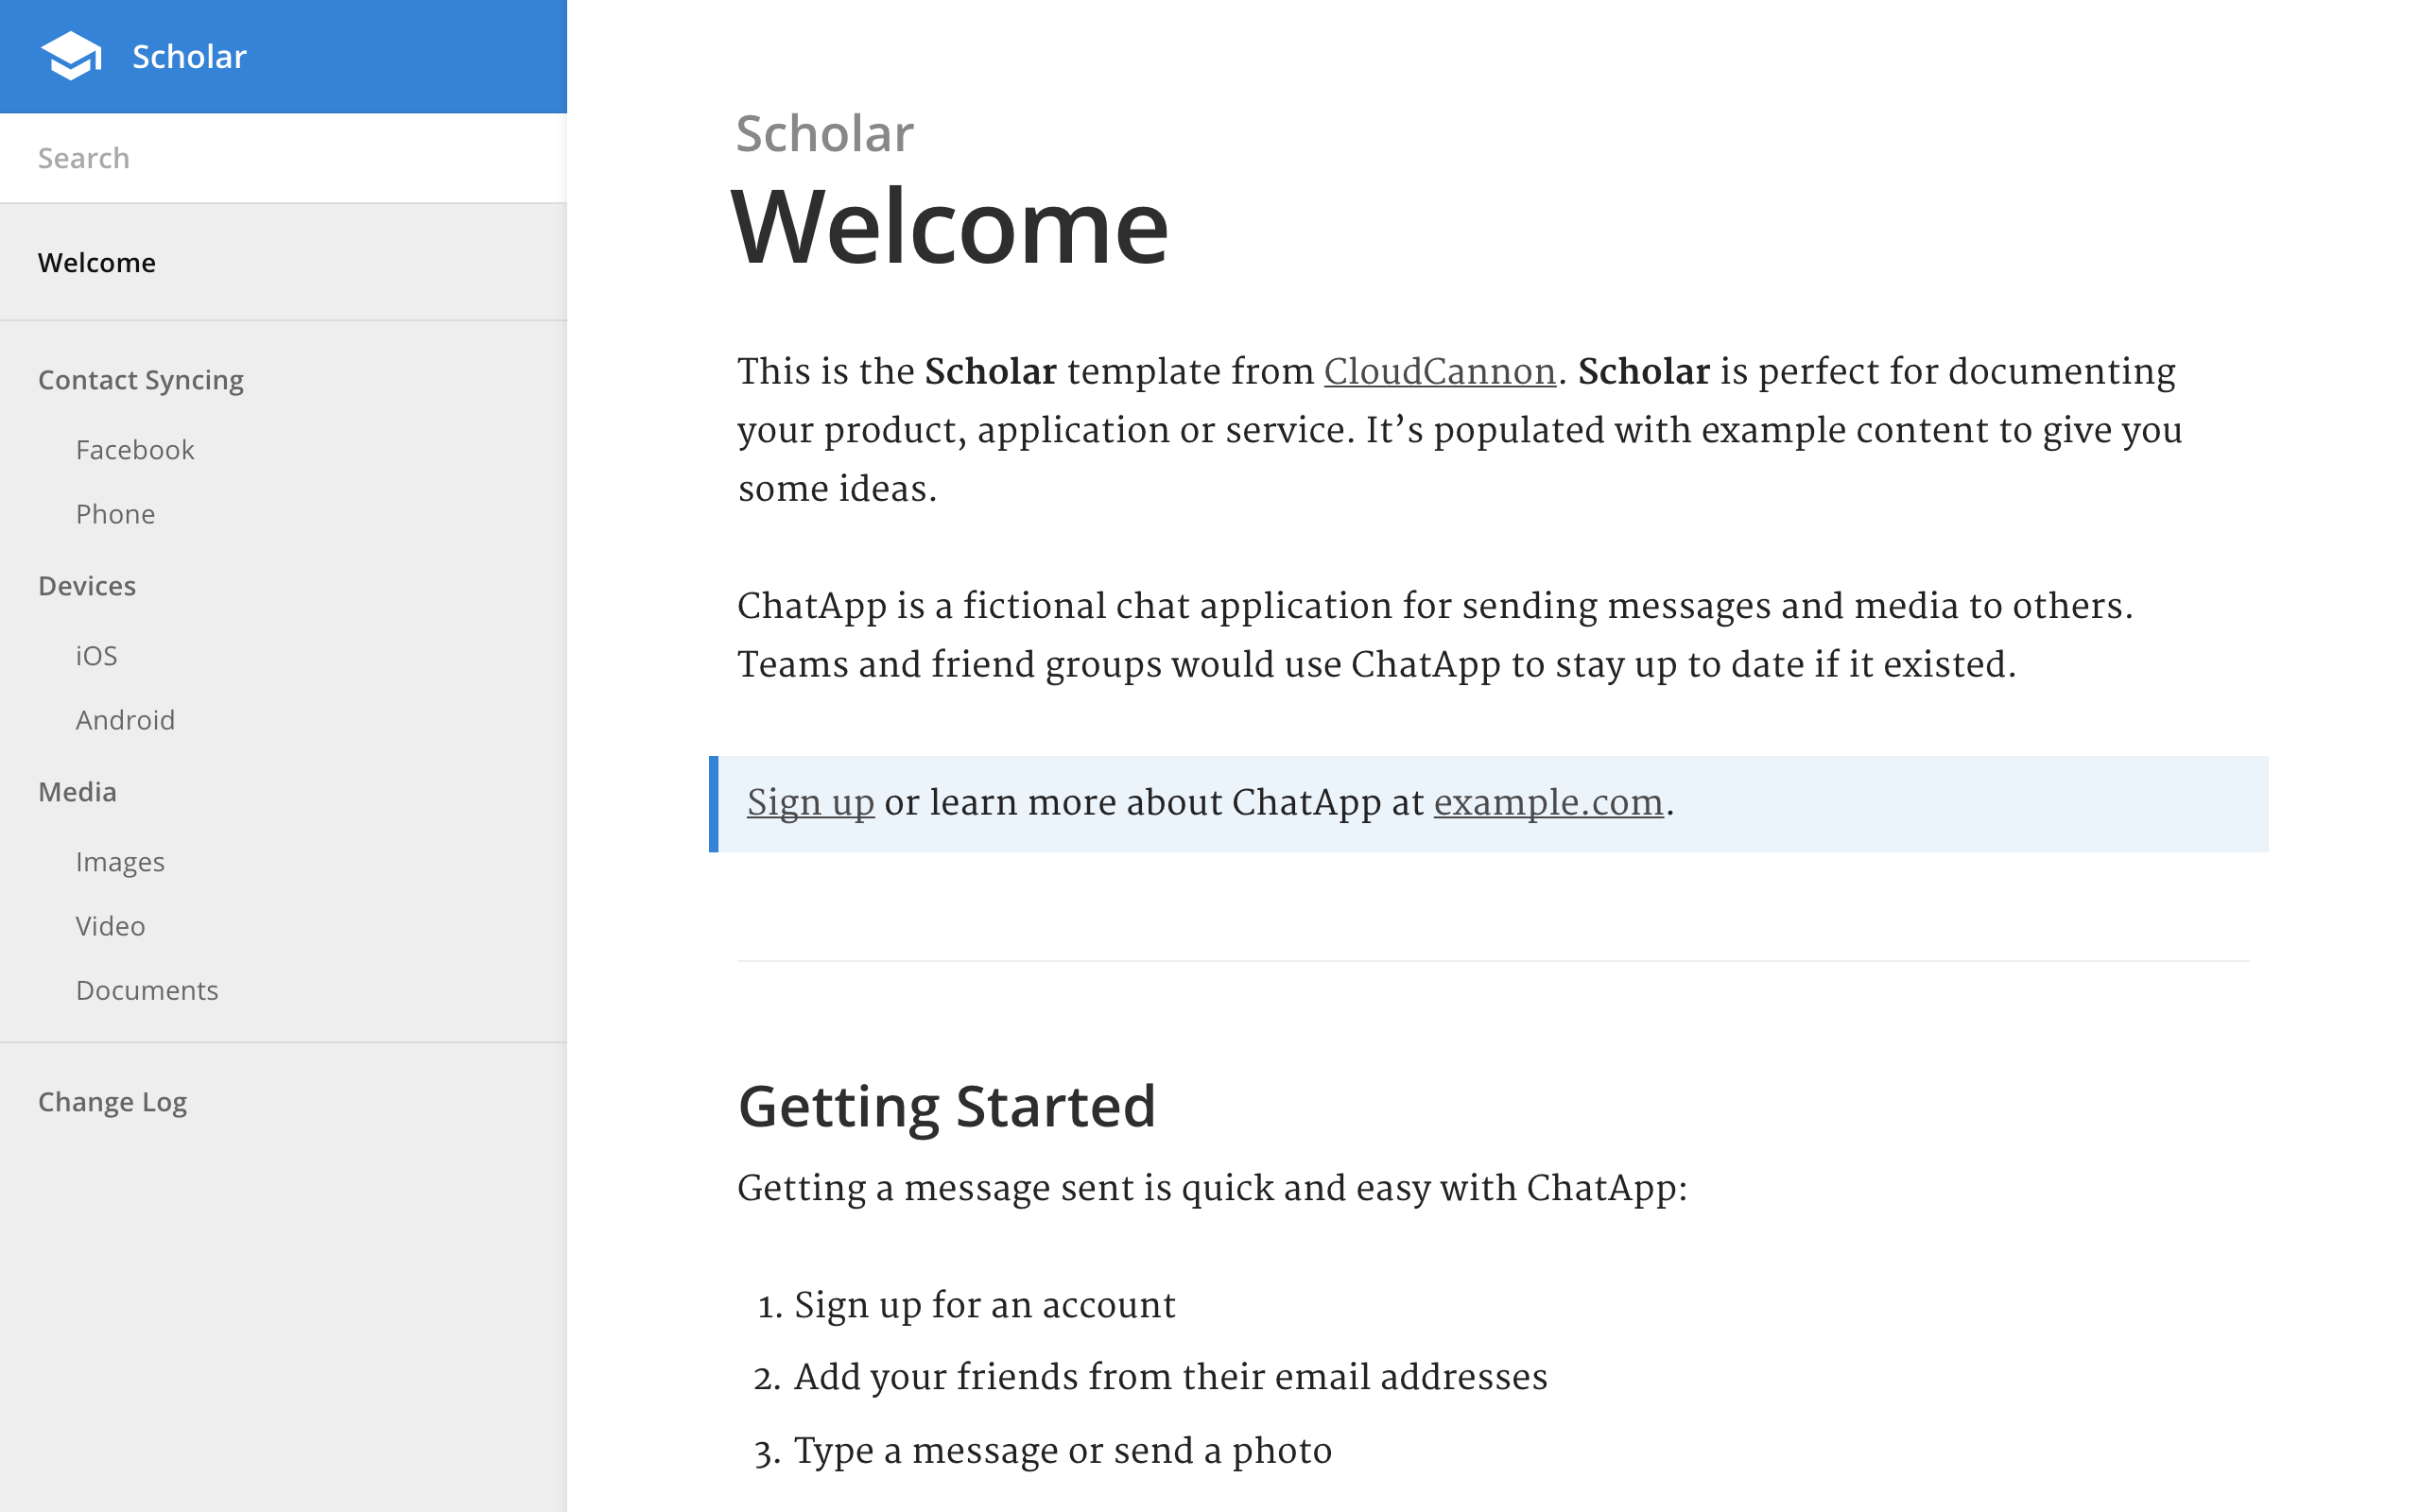 Scholar
Search
Welcome
Contact Syncing
Facebook
Phone
Devices
iOS
Android
Media
Images
Video
Documents
Change Log
Scholar
Welcome
This is the Scholar template from CloudCannon. Scholar is perfect for documenting
your product, application or service. It’s populated with example content to give you
some ideas.
ChatApp is a fictional chat application for sending messages and media to others.
Teams and friend groups would use ChatApp to stay up to date if it existed.
Sign up or learn more about ChatApp at example.com.
Getting Started
Getting a message sent is quick and easy with ChatApp:
1. Sign up for an account
2. Add your friends from their email addresses
3. Type a message or send a photo